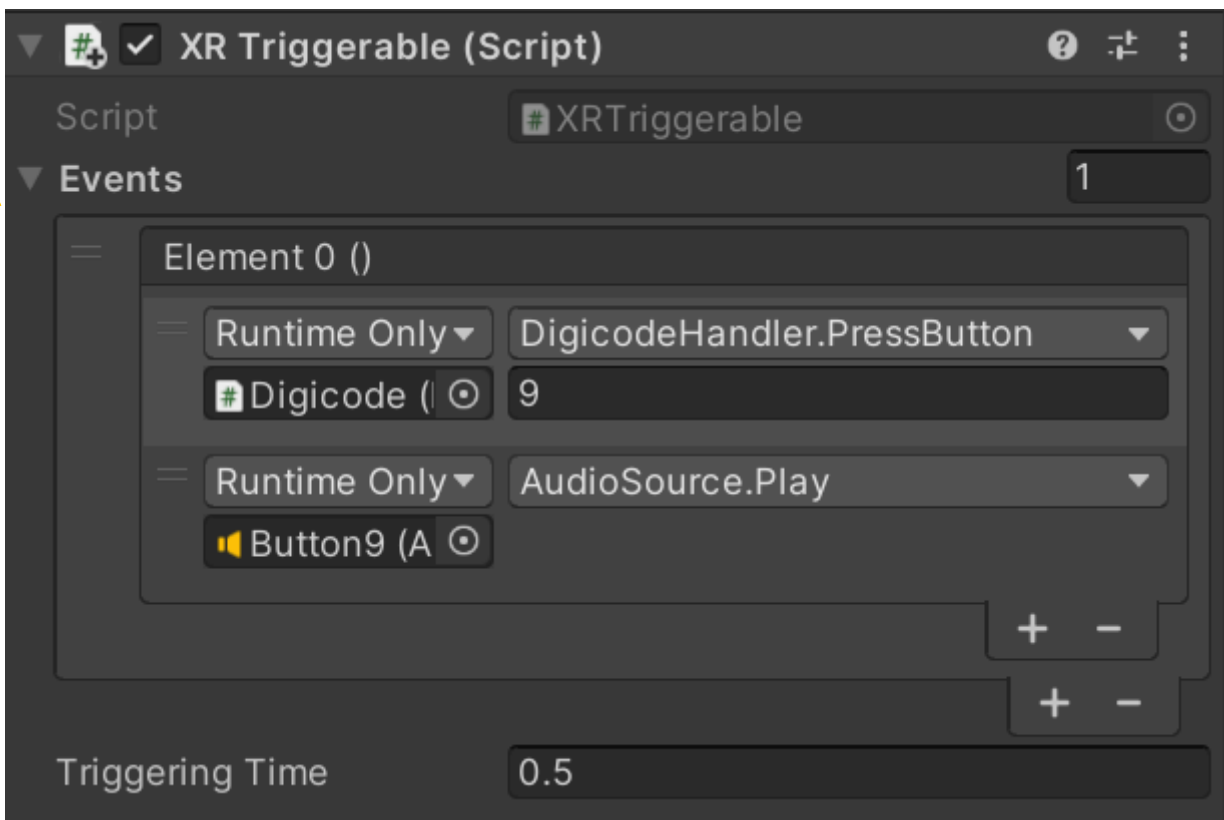 XR Triggerable (Script)
Script XRTriggerable
Events 1
Element 0 ()
Runtime Only DigicodeHandler.PressButton
Digicode ( 9
Runtime Only AudioSource.Play
Button9 (A
Triggering Time 0.5